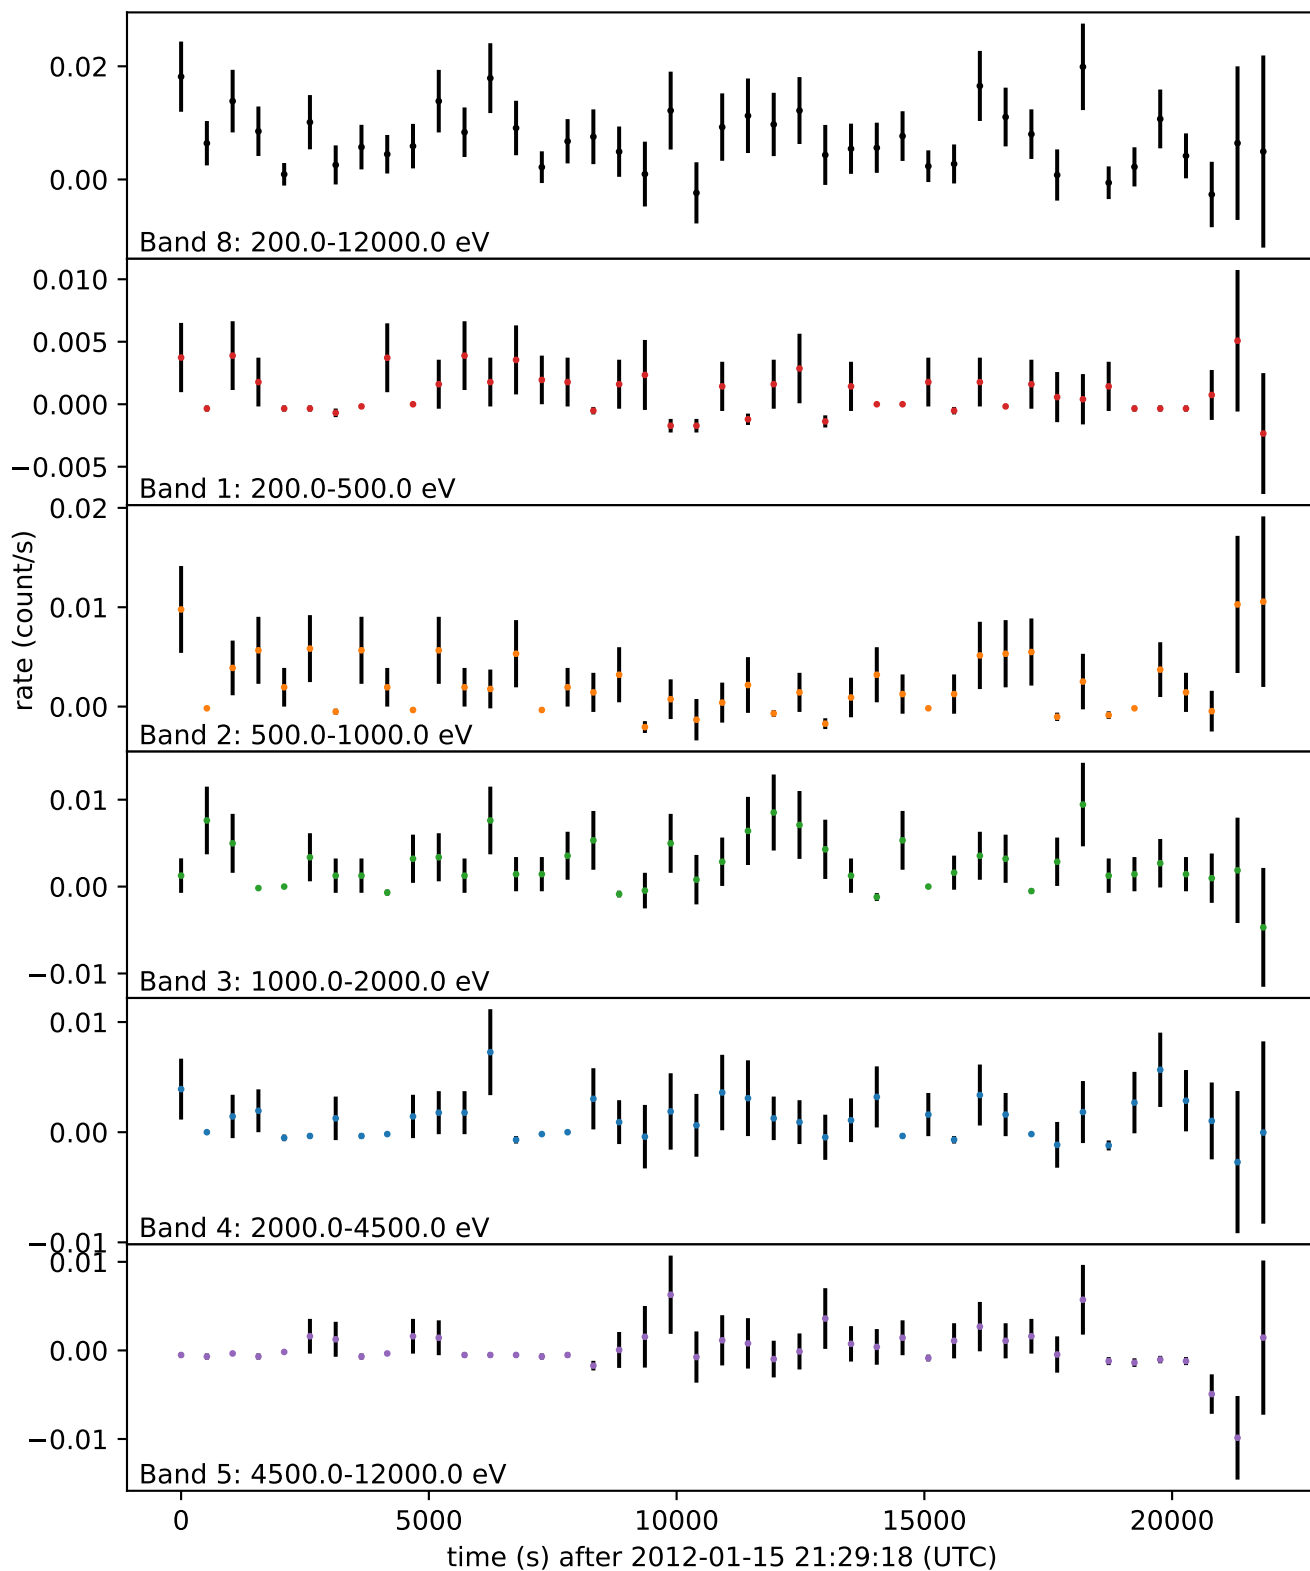 0.02
0.00
Band 8: 200.0-12000.0 eV
0.010
0.005
0.000
−0.005
Band 1: 200.0-500.0 eV
0.02
0.01
0.00
Band 2: 500.0-1000.0 eV
rate (count/s)
0.01
0.00
−0.01
Band 3: 1000.0-2000.0 eV
0.01
0.00
−0.01
Band 4: 2000.0-4500.0 eV
0.01
0.00
−0.01
Band 5: 4500.0-12000.0 eV
0 5000 10000 15000 20000
time (s) after 2012-01-15 21:29:18 (UTC)